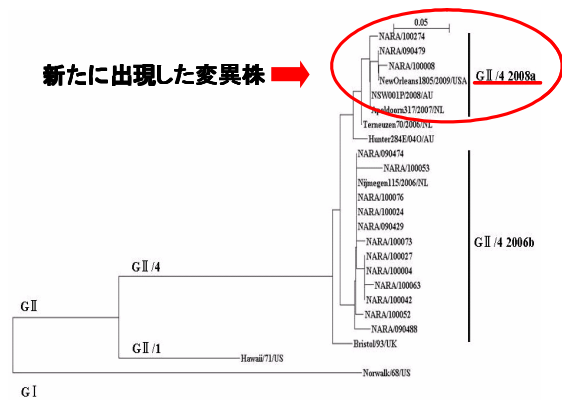 0.05
NARA/100274
NARA/090479
NARA/100008
NewOrleans1805/2009/USA
NSW001P/2008/AU
Apeldoorn317/2007/NL
Terneuzen70/2006/NL
Hunter284E/04O/AU
GⅡ/4 2008a
新たに出現した変異株
NARA/090474
NARA/100053
Nijmegen115/2006/NL
NARA/100076
NARA/100024
NARA/090429
NARA/100073
NARA/100027
NARA/100004
NARA/100063
NARA/100042
NARA/100052
NARA/090488
Bristol/93/UK
GⅡ/4 2006b
GⅡ/4
GⅡ
GⅡ/1
Hawaii/71/US
Norwalk/68/US
GⅠ